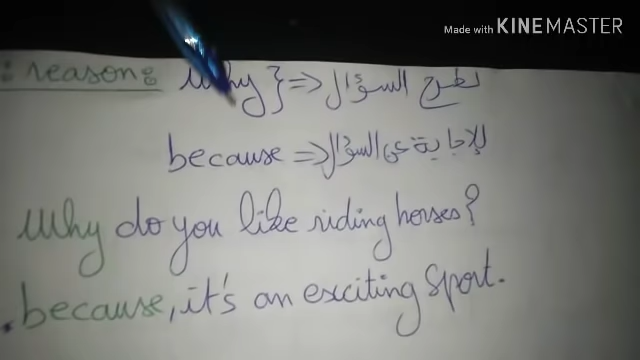 Made with KINEMASTER
: reason: why } => لطرح السؤال
because => للإجابة عن السؤال
Why do you like riding horses?
. because, it's an exciting sport.